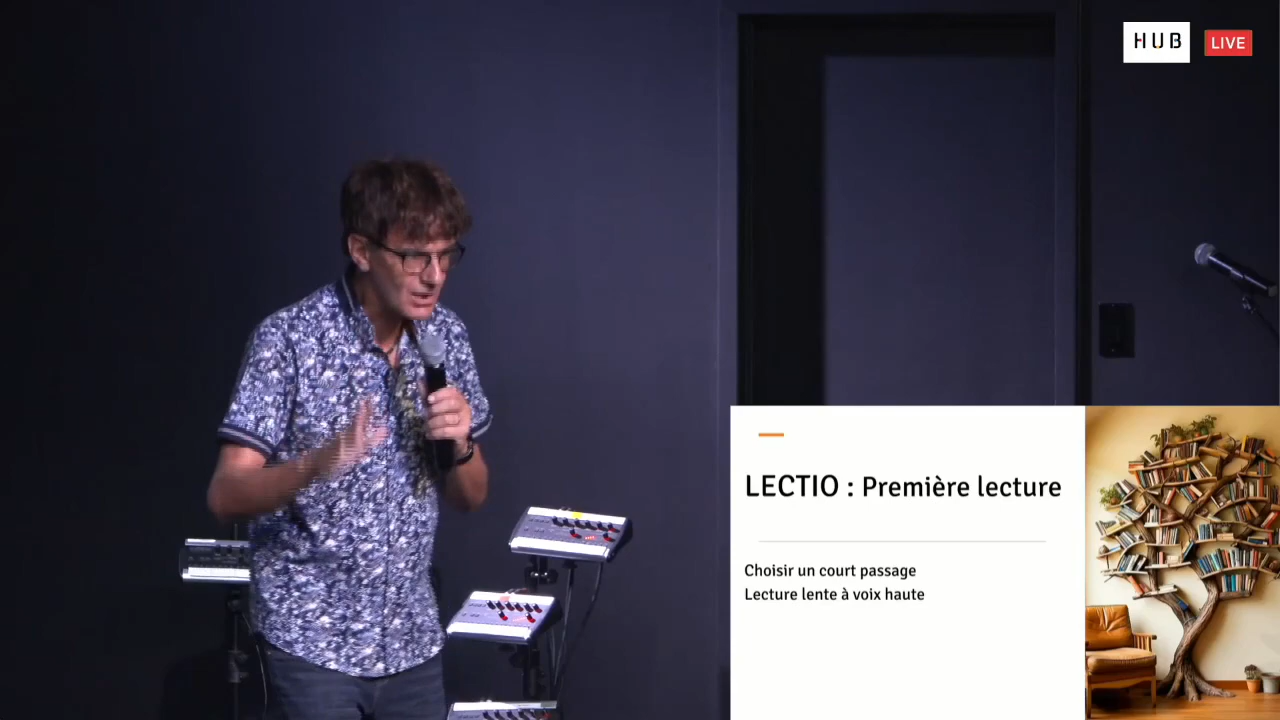 HUB
LIVE
LECTIO : Première lecture
Choisir un court passage
Lecture lente à voix haute